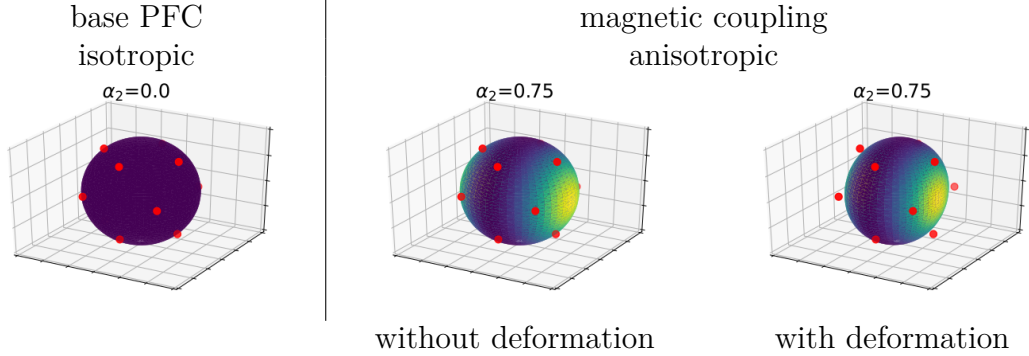 base PFC
isotropic
magnetic coupling
anisotropic
α₂=0.0
α₂=0.75
α₂=0.75
without deformation
with deformation